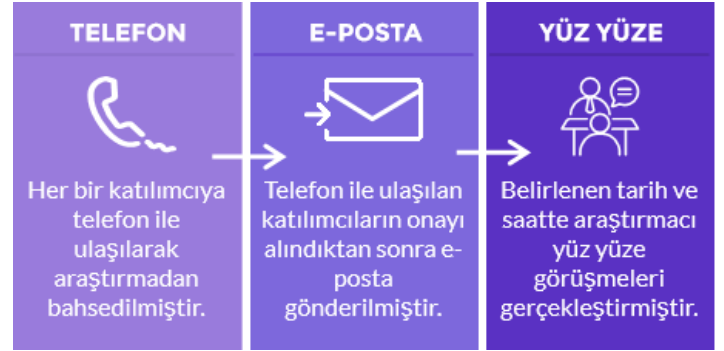 TELEFON
Her bir katılımcıya
telefon ile
ulaşılarak
araştırmadan
bahsedilmiştir.
E-POSTA
Telefon ile ulaşılan
katılımcıların onayı
alındıktan sonra e-
posta
gönderilmiştir.
YÜZ YÜZE
Belirlenen tarih ve
saatte araştırmacı
yüz yüze
görüşmeleri
gerçekleştirmiştir.